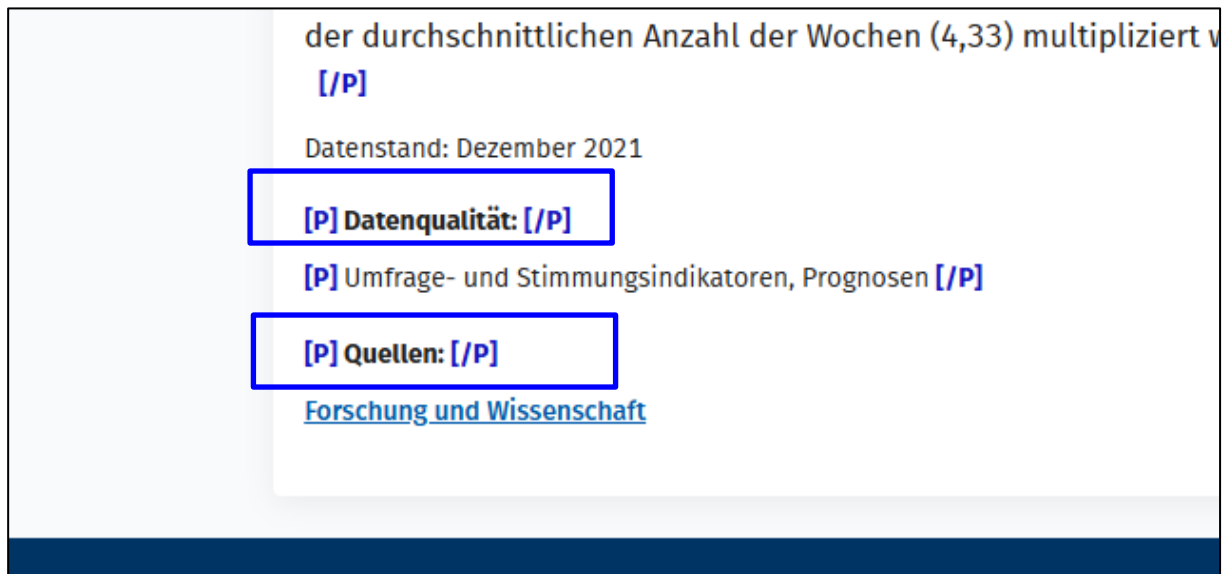 der durchschnittlichen Anzahl der Wochen (4,33) multipliziert
[/P]
Datenstand: Dezember 2021
[P] Datenqualität: [/P]
[P] Umfrage- und Stimmungsindikatoren, Prognosen [/P]
[P] Quellen: [/P]
Forschung und Wissenschaft